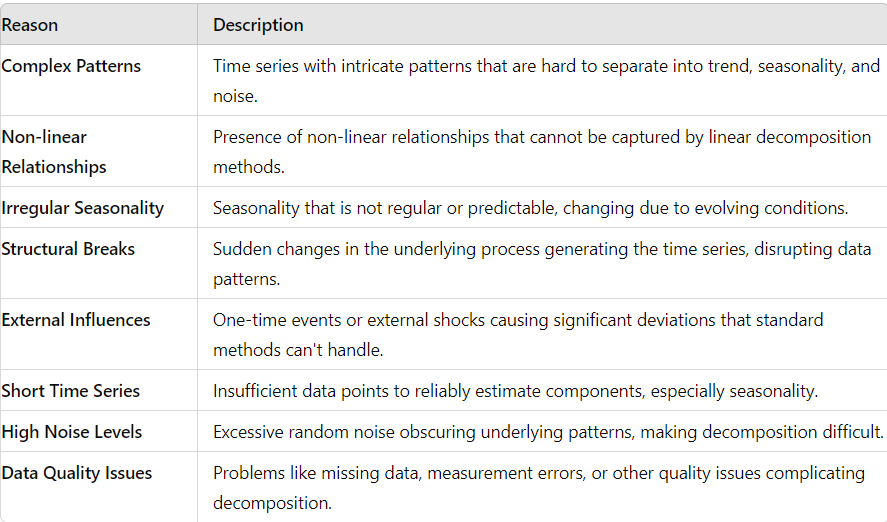 Reason Description
Complex Patterns Time series with intricate patterns that are hard to separate into trend, seasonality, and
noise.
Non-linear Presence of non-linear relationships that cannot be captured by linear decomposition
Relationships methods.
Irregular Seasonality Seasonality that is not regular or predictable, changing due to evolving conditions.
Structural Breaks Sudden changes in the underlying process generating the time series, disrupting data
patterns.
External Influences One-time events or external shocks causing significant deviations that standard
methods can't handle.
Short Time Series Insufficient data points to reliably estimate components, especially seasonality.
High Noise Levels Excessive random noise obscuring underlying patterns, making decomposition difficult.
Data Quality Issues Problems like missing data, measurement errors, or other quality issues complicating
decomposition.